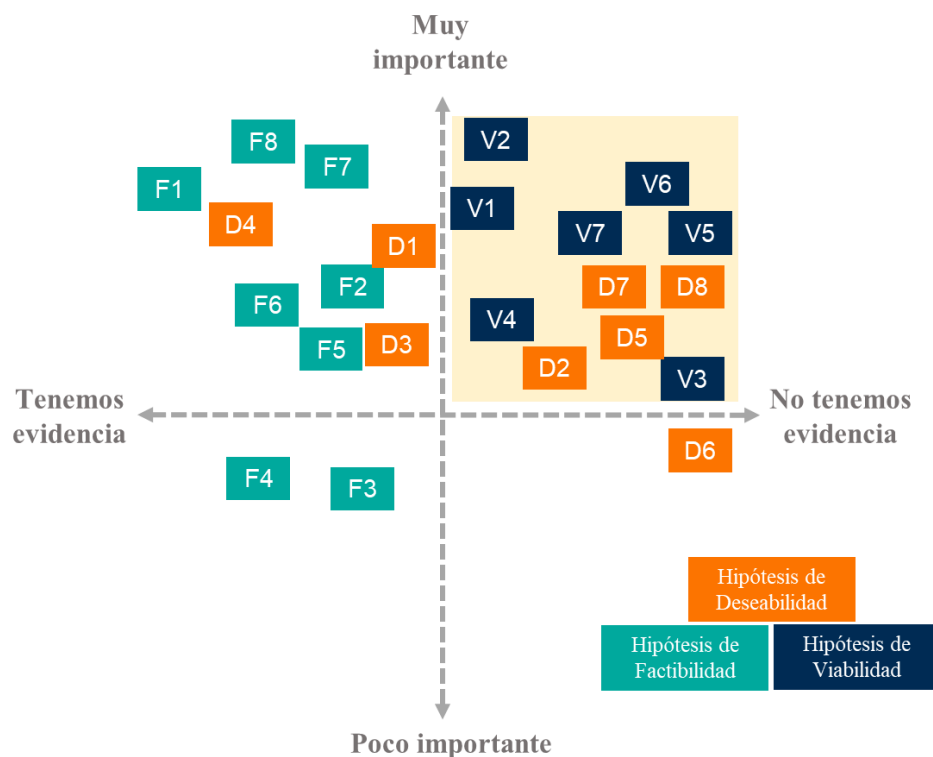 Muy
importante
V2
F8
F7
F1
V6
V1
D4
V7
V5
D1
F2
D7
D8
F6
V4
D5
F5
D3
D2
V3
Tenemos
evidencia
No tenemos
evidencia
D6
F4
F3
Hipótesis de
Deseabilidad
Hipótesis de
Factibilidad
Hipótesis de
Viabilidad
Poco importante